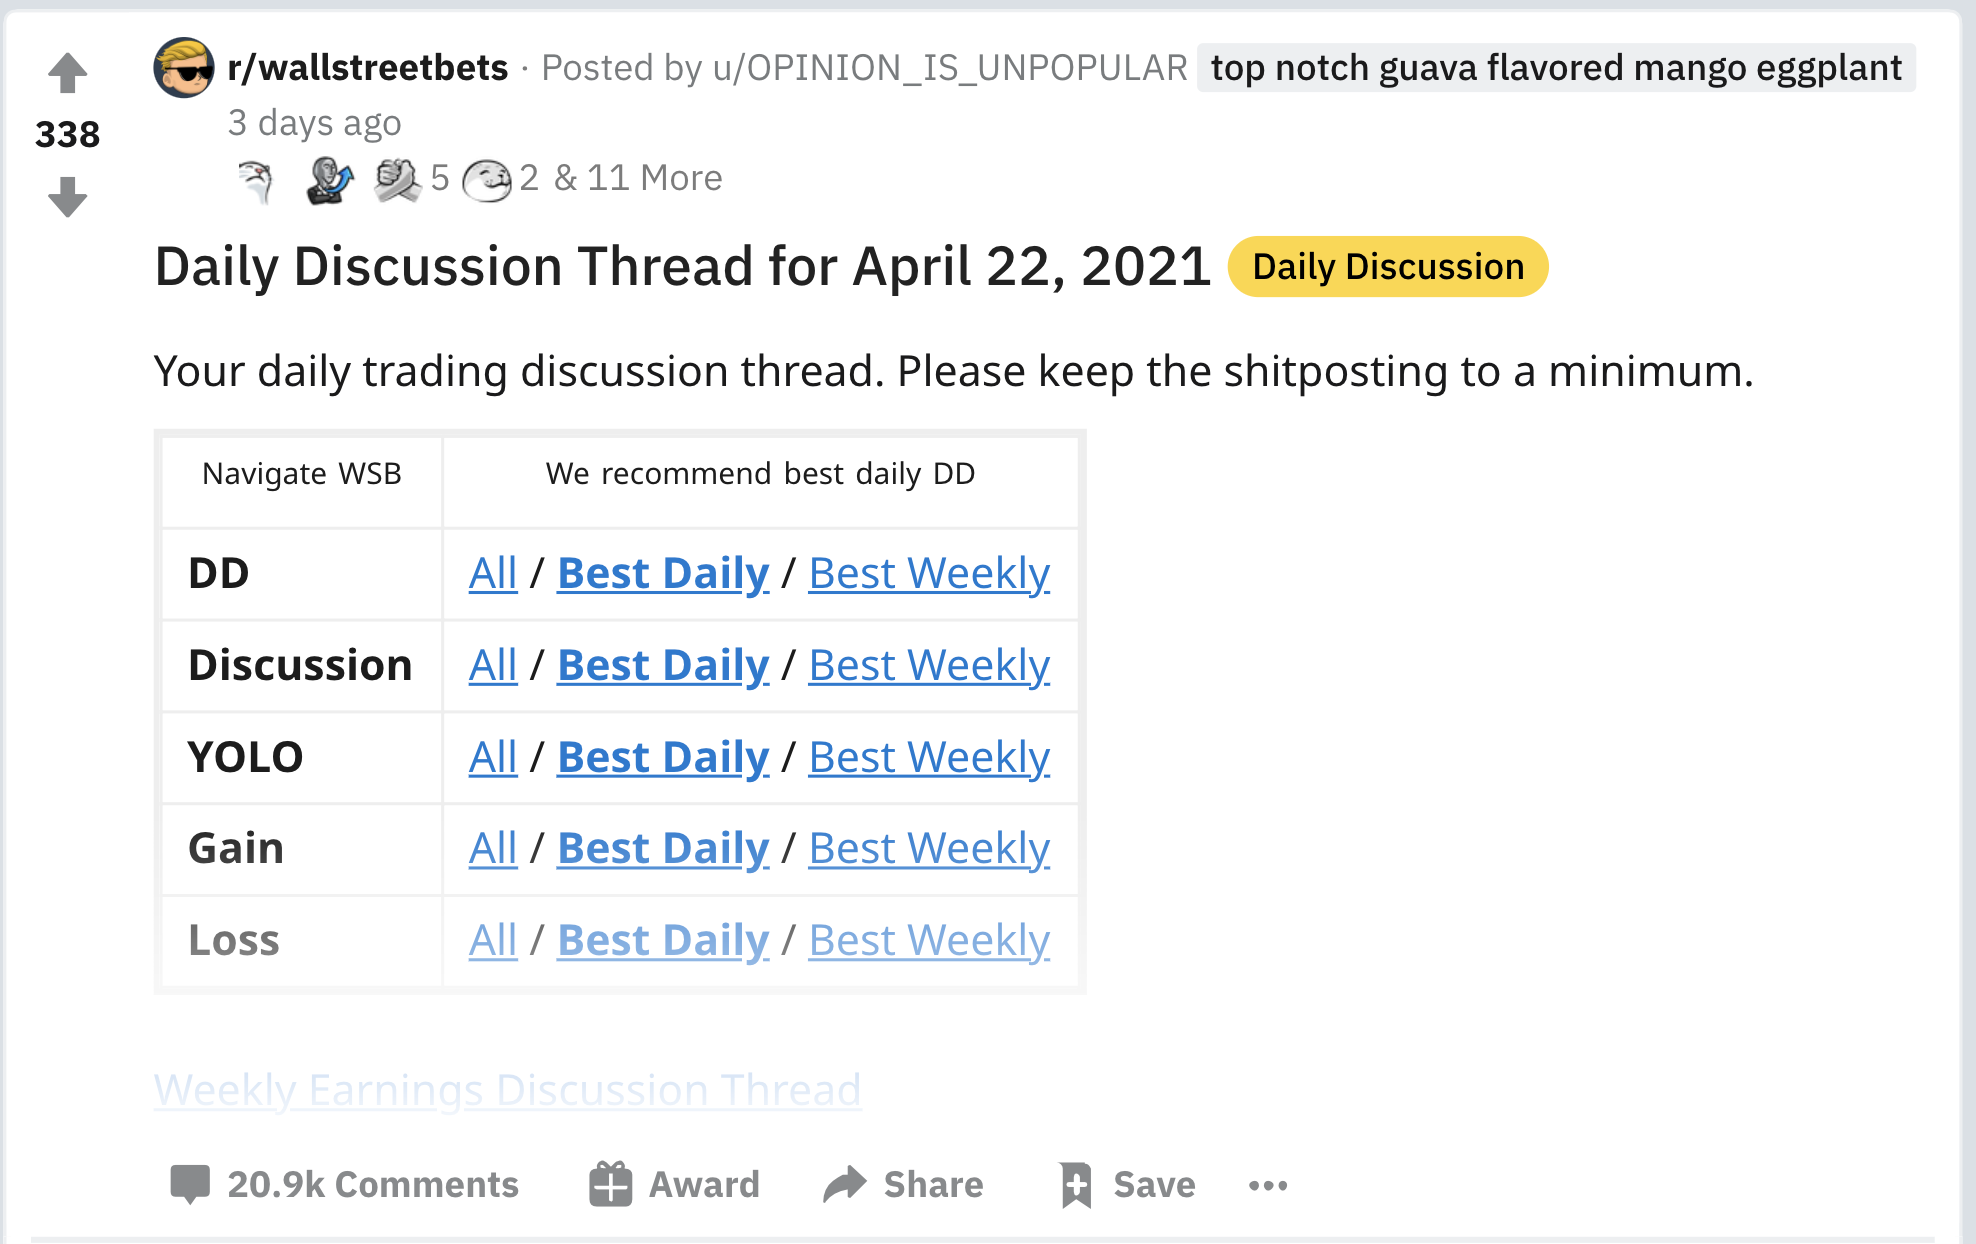 r/wallstreetbets · Posted by u/OPINION_IS_UNPOPULAR top notch guava flavored mango eggplant
338
3 days ago
5 2 & 11 More
Daily Discussion Thread for April 22, 2021 Daily Discussion
Your daily trading discussion thread. Please keep the shitposting to a minimum.
Navigate WSB We recommend best daily DD
DD All / Best Daily / Best Weekly
Discussion All / Best Daily / Best Weekly
YOLO All / Best Daily / Best Weekly
Gain All / Best Daily / Best Weekly
Loss All / Best Daily / Best Weekly
Weekly Earnings Discussion Thread
20.9k Comments Award Share Save